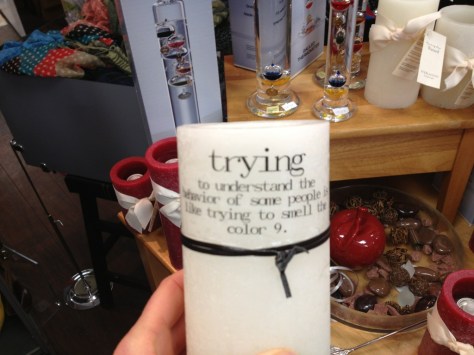 trying
to understand the
behavior of some people is
like trying to smell the
color 9.